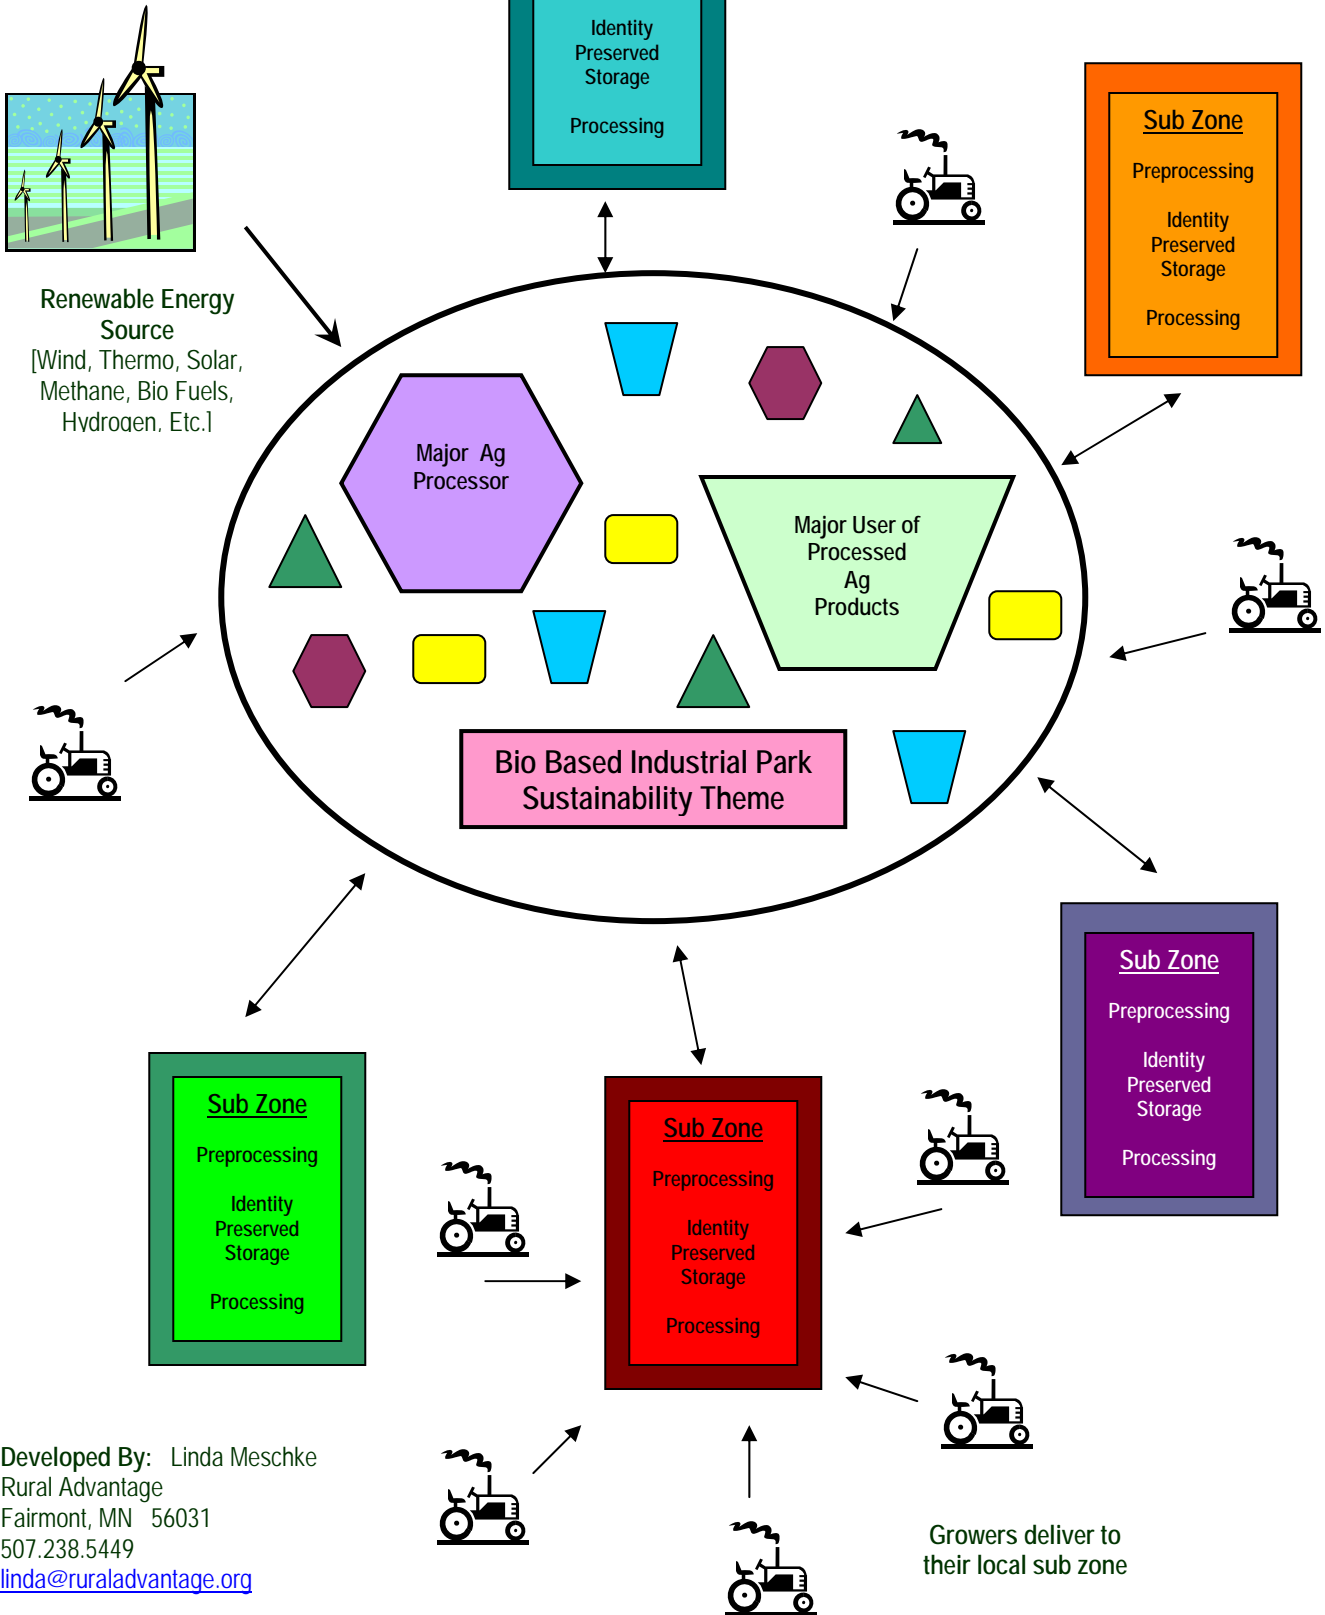 Identity
Preserved
Storage
Processing
Sub Zone
Preprocessing
Identity
Preserved
Storage
Processing
Renewable Energy
Source
[Wind, Thermo, Solar,
Methane, Bio Fuels,
Hydrogen, Etc.]
Major Ag
Processor
Major User of
Processed
Ag
Products
Bio Based Industrial Park
Sustainability Theme
Sub Zone
Preprocessing
Identity
Preserved
Storage
Processing
Sub Zone
Preprocessing
Identity
Preserved
Storage
Processing
Sub Zone
Preprocessing
Identity
Preserved
Storage
Processing
Developed By: Linda Meschke
Rural Advantage
Fairmont, MN 56031
507.238.5449
linda@ruraladvantage.org
Growers deliver to
their local sub zone